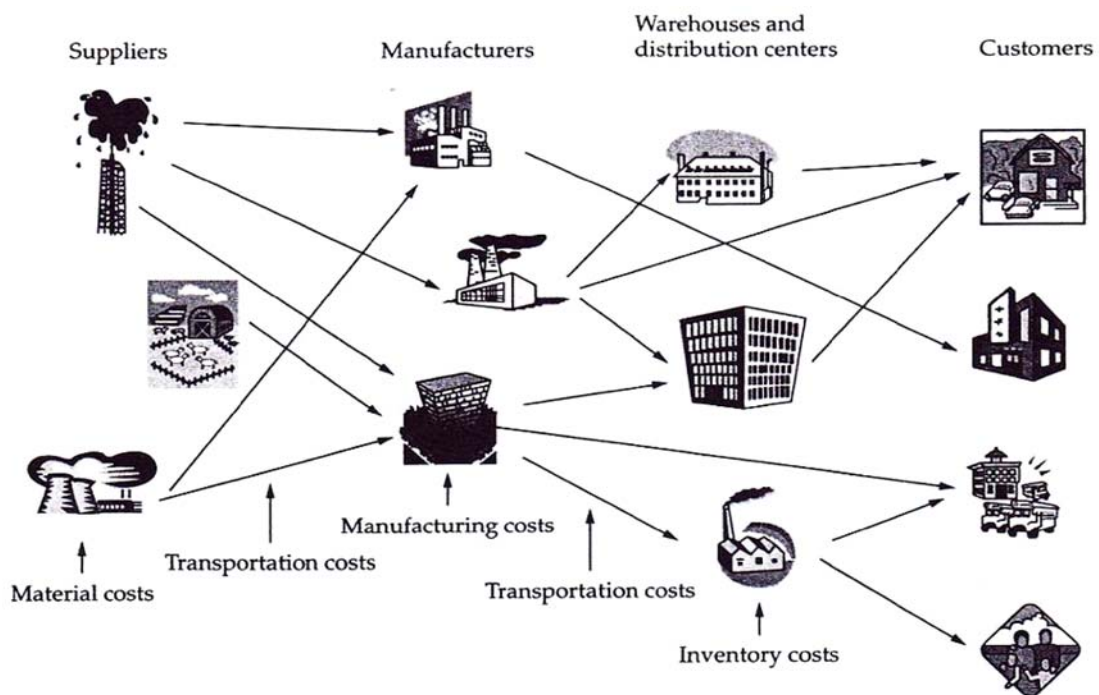 Suppliers
Manufacturers
Warehouses and
distribution centers
Customers
Material costs
Transportation costs
Manufacturing costs
Transportation costs
Inventory costs